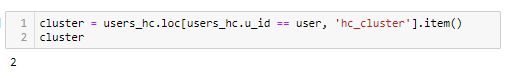 1 cluster = users_hc.loc[users_hc.u_id == user, 'hc_cluster'].item()
2 cluster
2